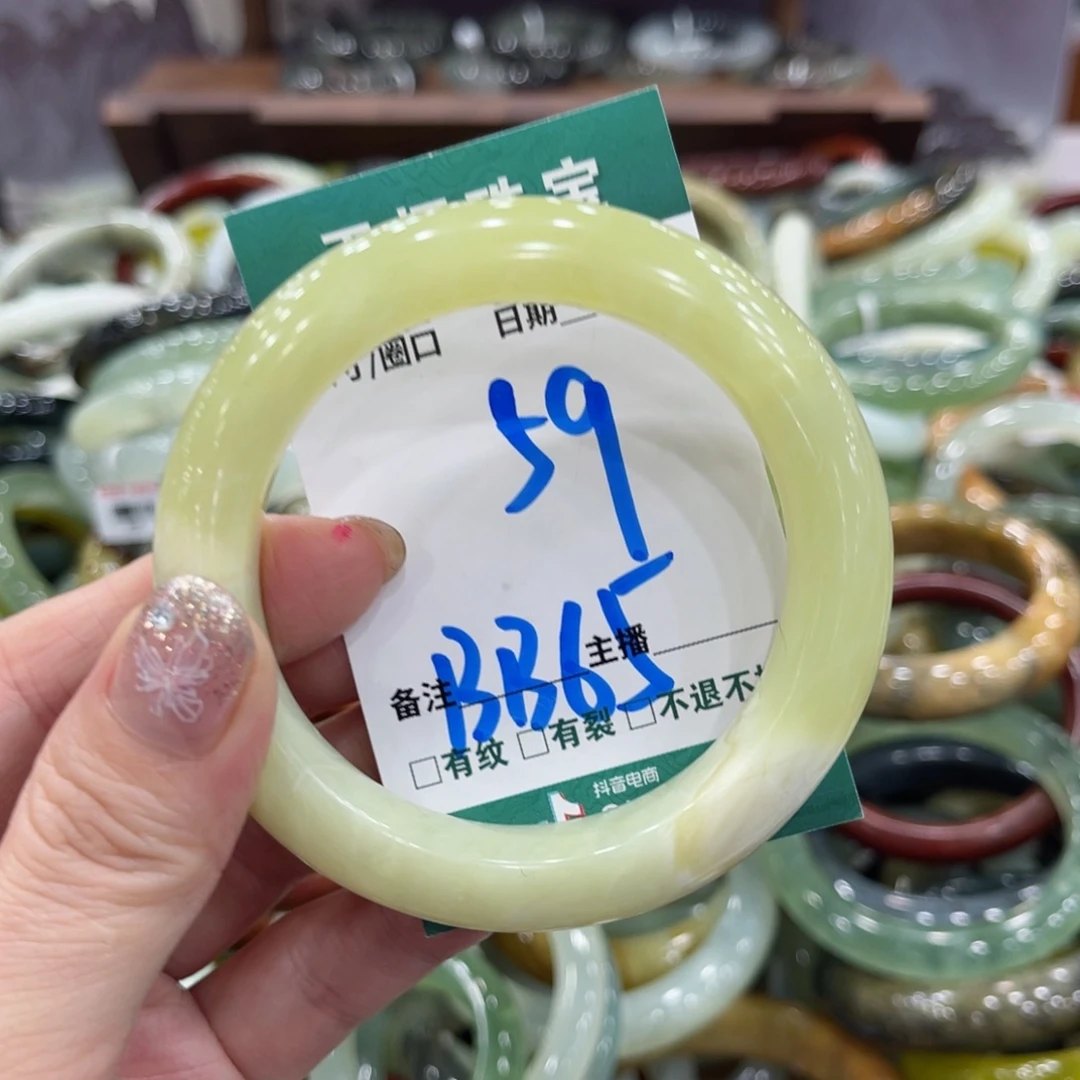 珠宝
/圈口 日期
59
BB65
备注 主播
有纹 有裂 不退不
抖音电商